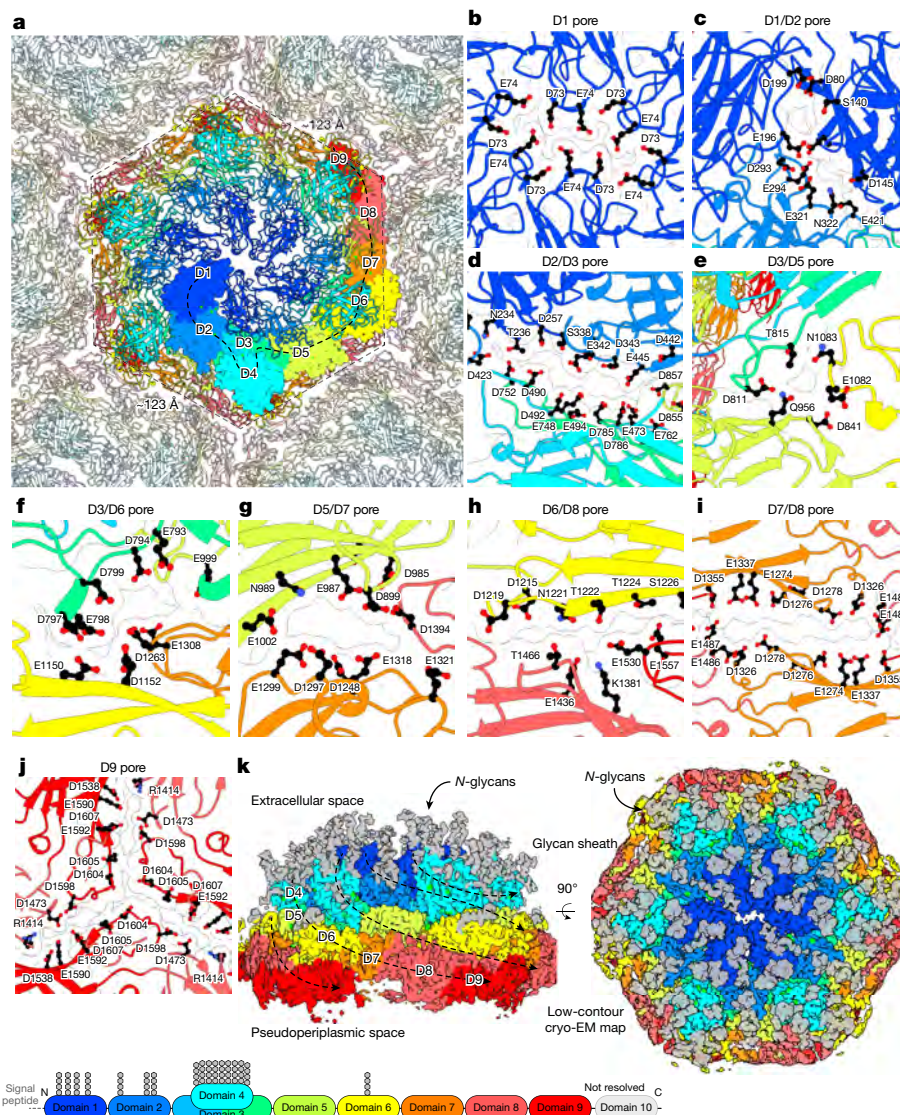 a
~123 Å
D9
D8
D7
D6
D1
D2
D3
D5
D4
~123 Å
b
D1 pore
E74
D73
E74
D73
E74
D73
D73
E74
E74
D73
E74
D73
c
D1/D2 pore
D199
D80
S140
E196
D293
E294
D145
E321
N322
E421
d
D2/D3 pore
N234
T236
D257
S338
E342
D343
D442
E445
D423
D752
D490
D857
D492
E748
E494
D785
D786
E473
D855
E762
e
D3/D5 pore
T815
N1083
D811
E1082
Q956
D841
f
D3/D6 pore
E793
D794
D799
E999
D797
E798
E1308
D1263
E1150
D1152
g
D5/D7 pore
N989
E987
D985
D899
D1394
E1002
E1318
E1321
E1299
D1297
D1248
h
D6/D8 pore
D1215
D1219
N1221
T1222
T1224
S1226
T1466
E1530
E1557
K1381
E1436
i
D7/D8 pore
E1337
D1355
E1274
D1276
D1278
D1326
E1487
E1486
D1326
D1278
D1276
E1274
E1337
j
D9 pore
D1538
R1414
E1590
D1607
E1592
D1473
D1598
D1605
D1604
D1604
D1605
D1598
D1607
E1592
D1473
R1414
D1604
D1605
D1607
D1598
E1592
D1473
E1590
D1538
R1414
k
N-glycans
Extracellular space
D4
D5
D6
D7
D8
D9
Pseudoperiplasmic space
90°
N-glycans
Glycan sheath
Low-contour
cryo-EM map
Signal
peptide
N
Domain 1
Domain 2
Domain 4
Domain 5
Domain 6
Domain 7
Domain 8
Domain 9
Not resolved
Domain 10
C